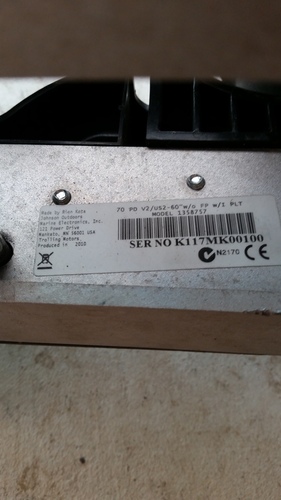 Made by Minn Kota
Johnson Outdoors
Marine Electronics, Inc.
121 Power Drive
Mankato, MN 56001 USA
Trolling Motors
Produced in 2010
70 PD V2/US2-60"w/o FP w/I PLT
MODEL 1358757
SER NO K117MK00100
N2170 CE